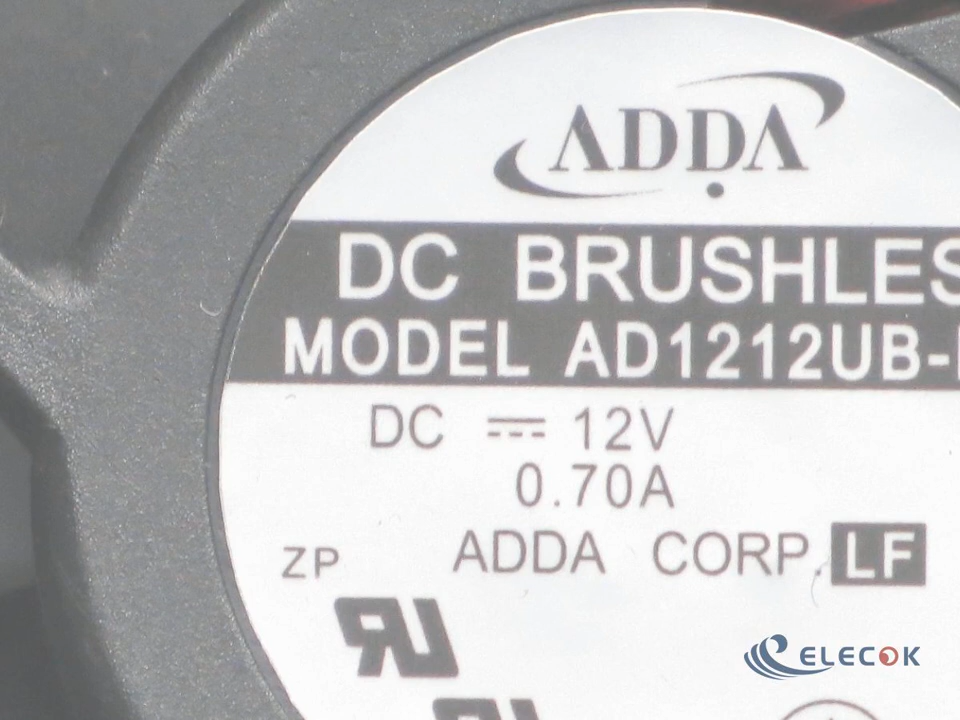 ADDA
DC BRUSHLES
MODEL AD1212UB-
DC ⎓ 12V
0.70A
ZP ADDA CORP. LF
ELECOK